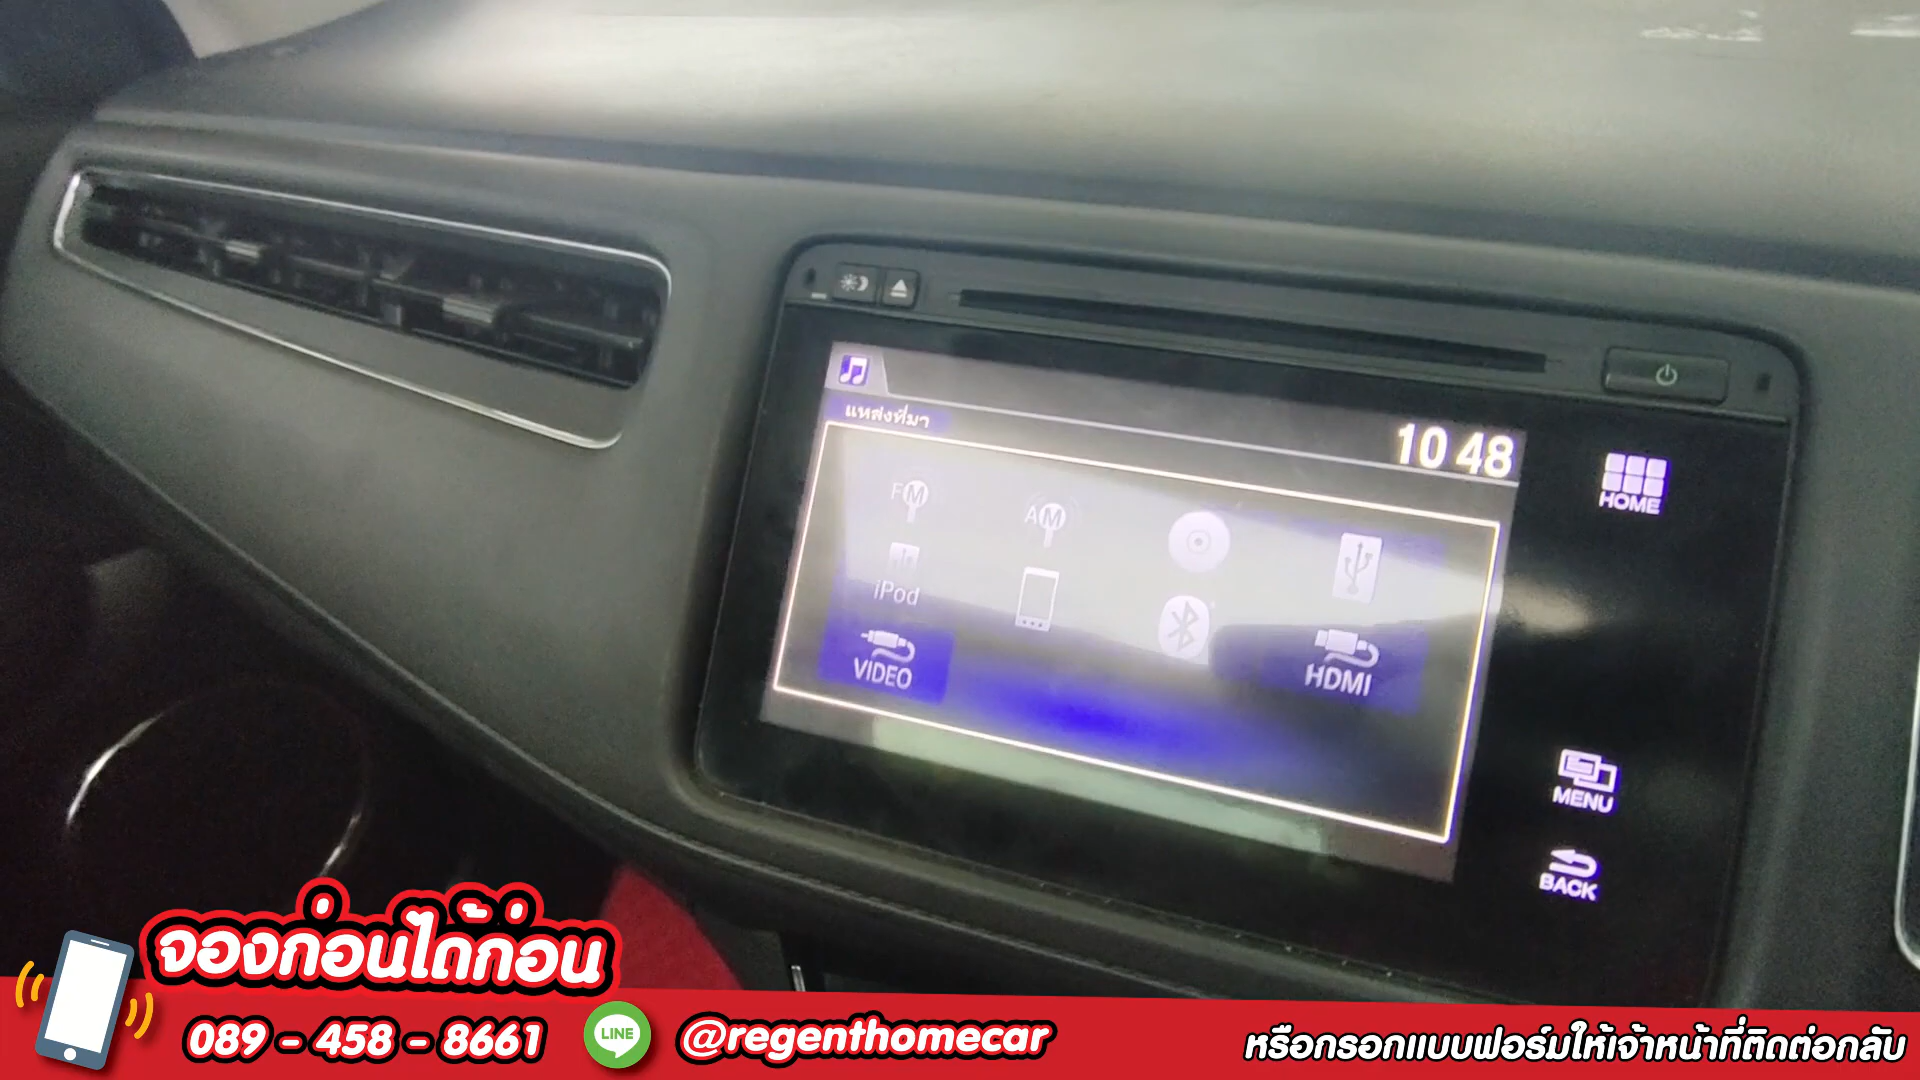 แหล่งที่มา
10 48
HOME
FM
AM
iPod
VIDEO
HDMI
MENU
BACK
จองก่อนได้ก่อน
089 - 458 - 8661
LINE
@regenthomecar
หรือกรอกแบบฟอร์มให้เจ้าหน้าที่ติดต่อกลับ